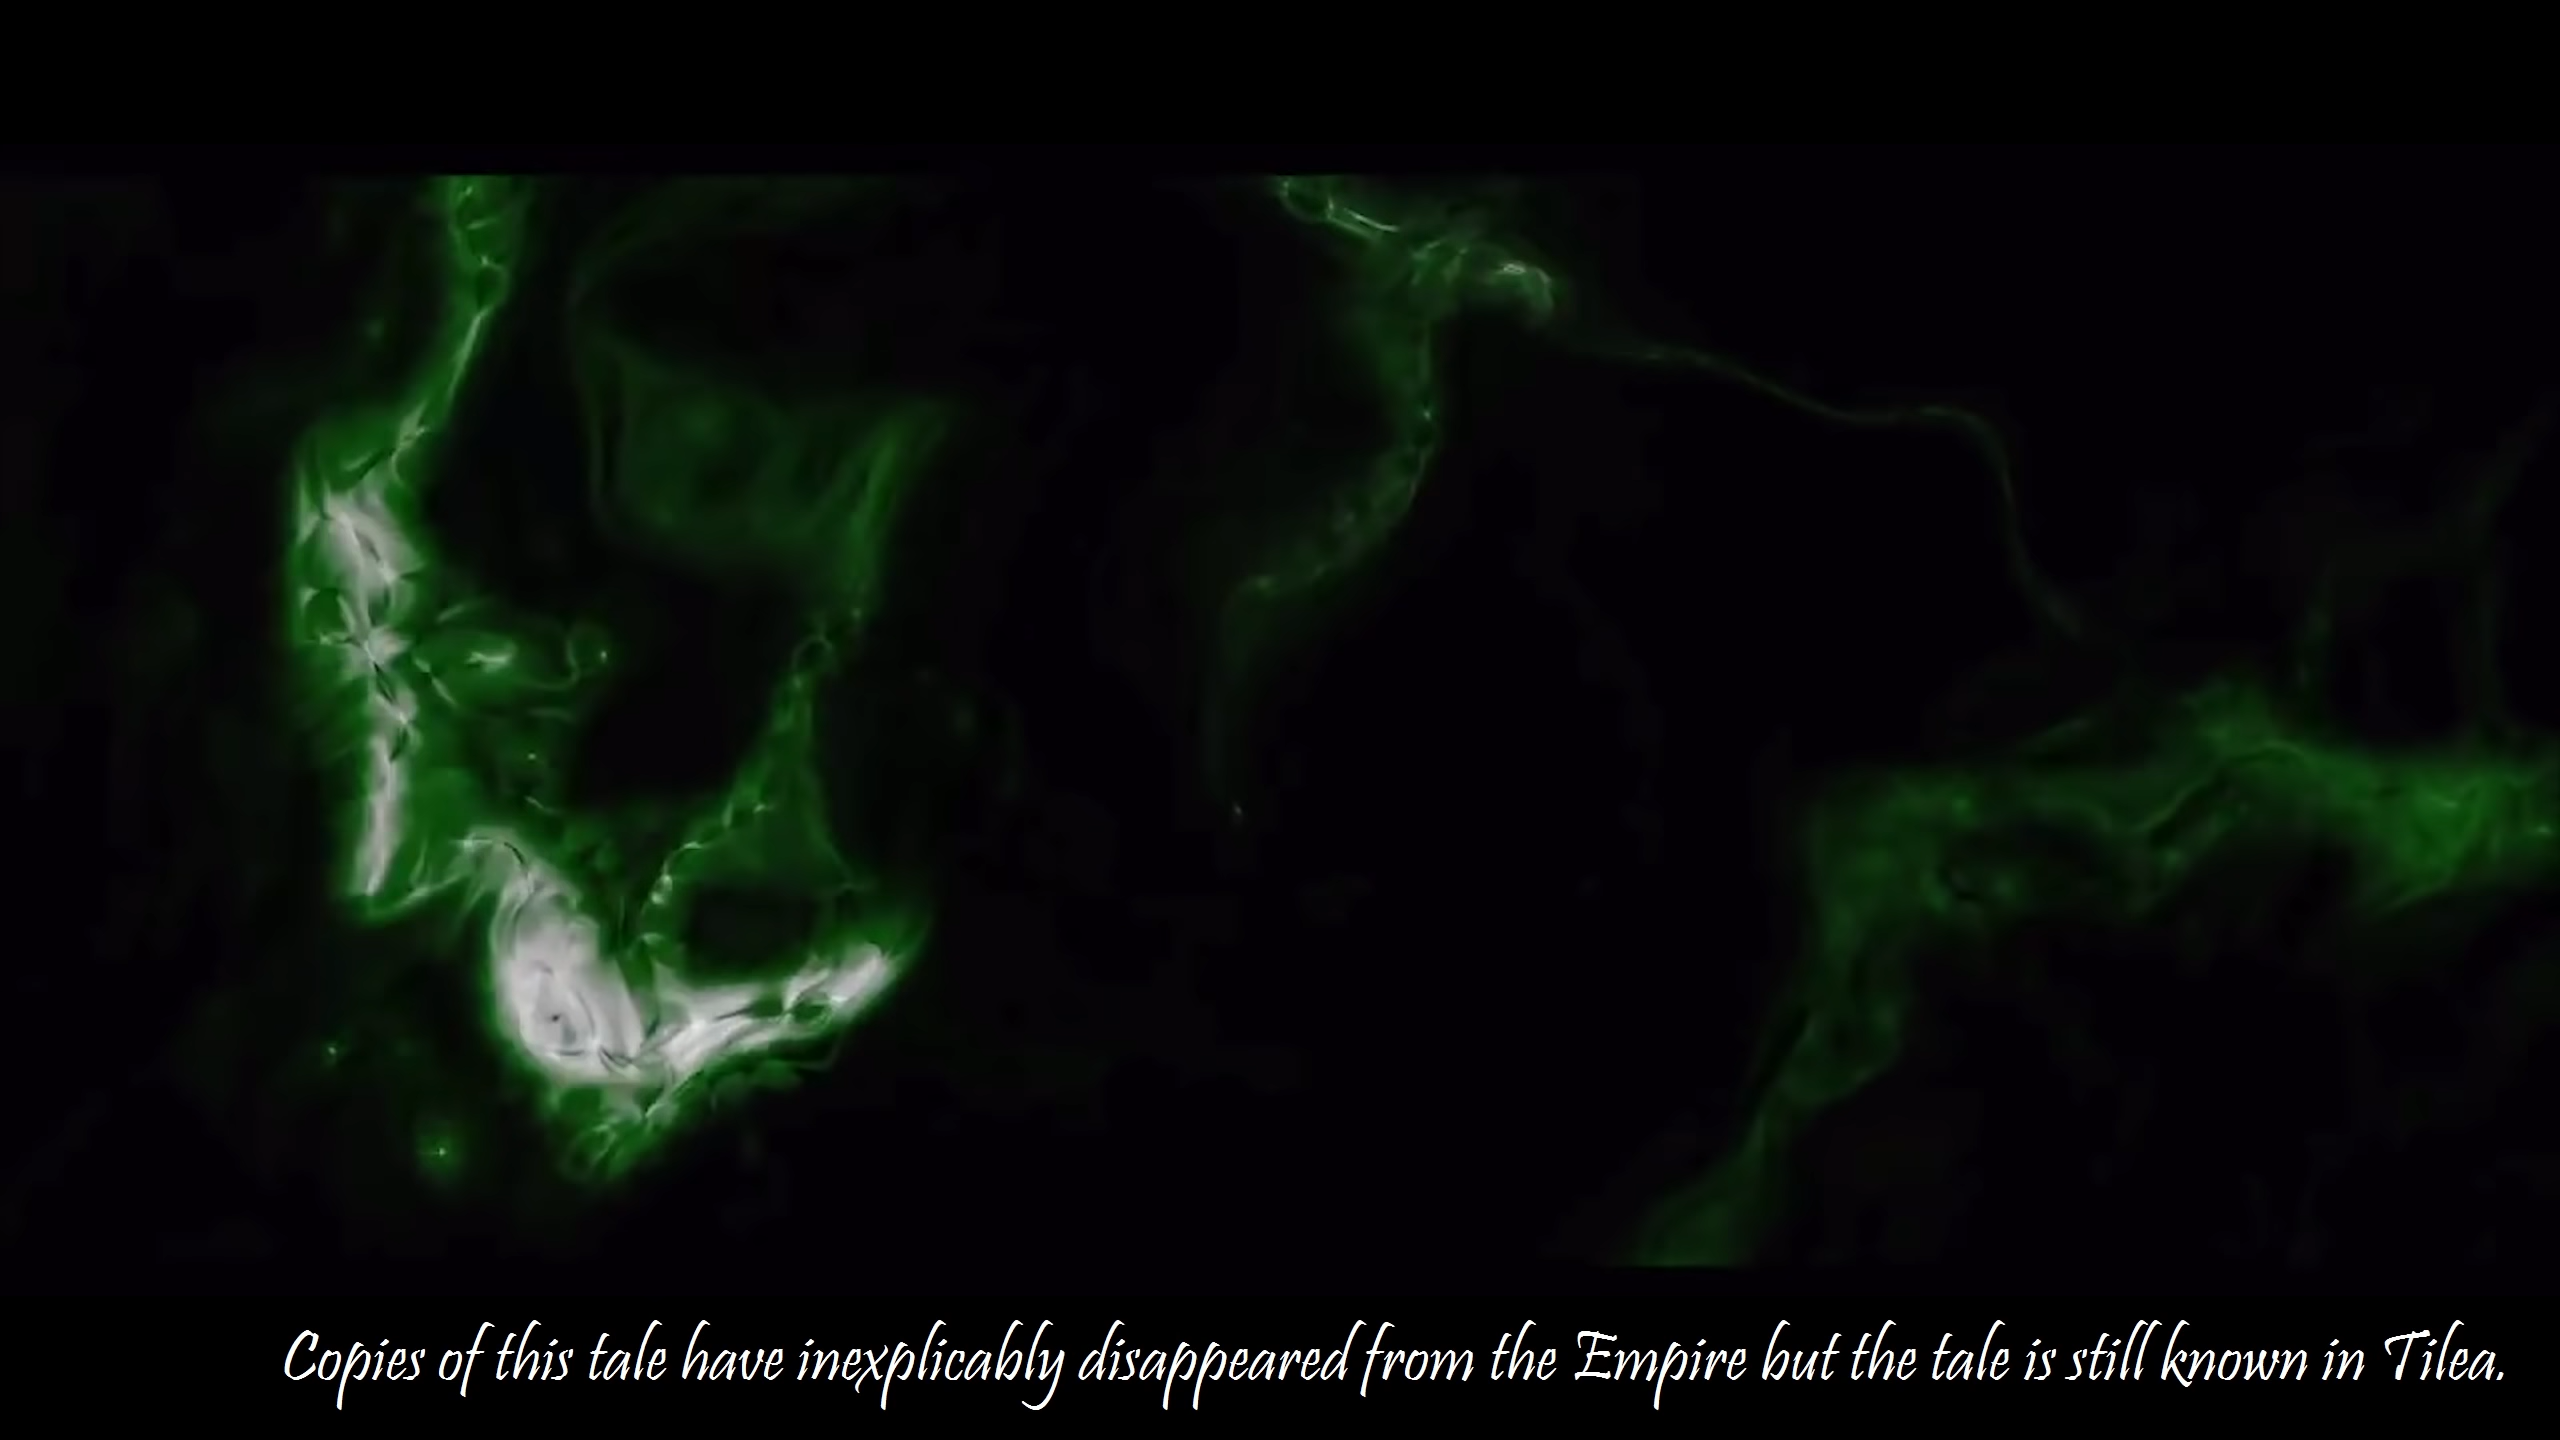 Copies of this tale have inexplicably disappeared from the Empire but the tale is still known in Tilea.